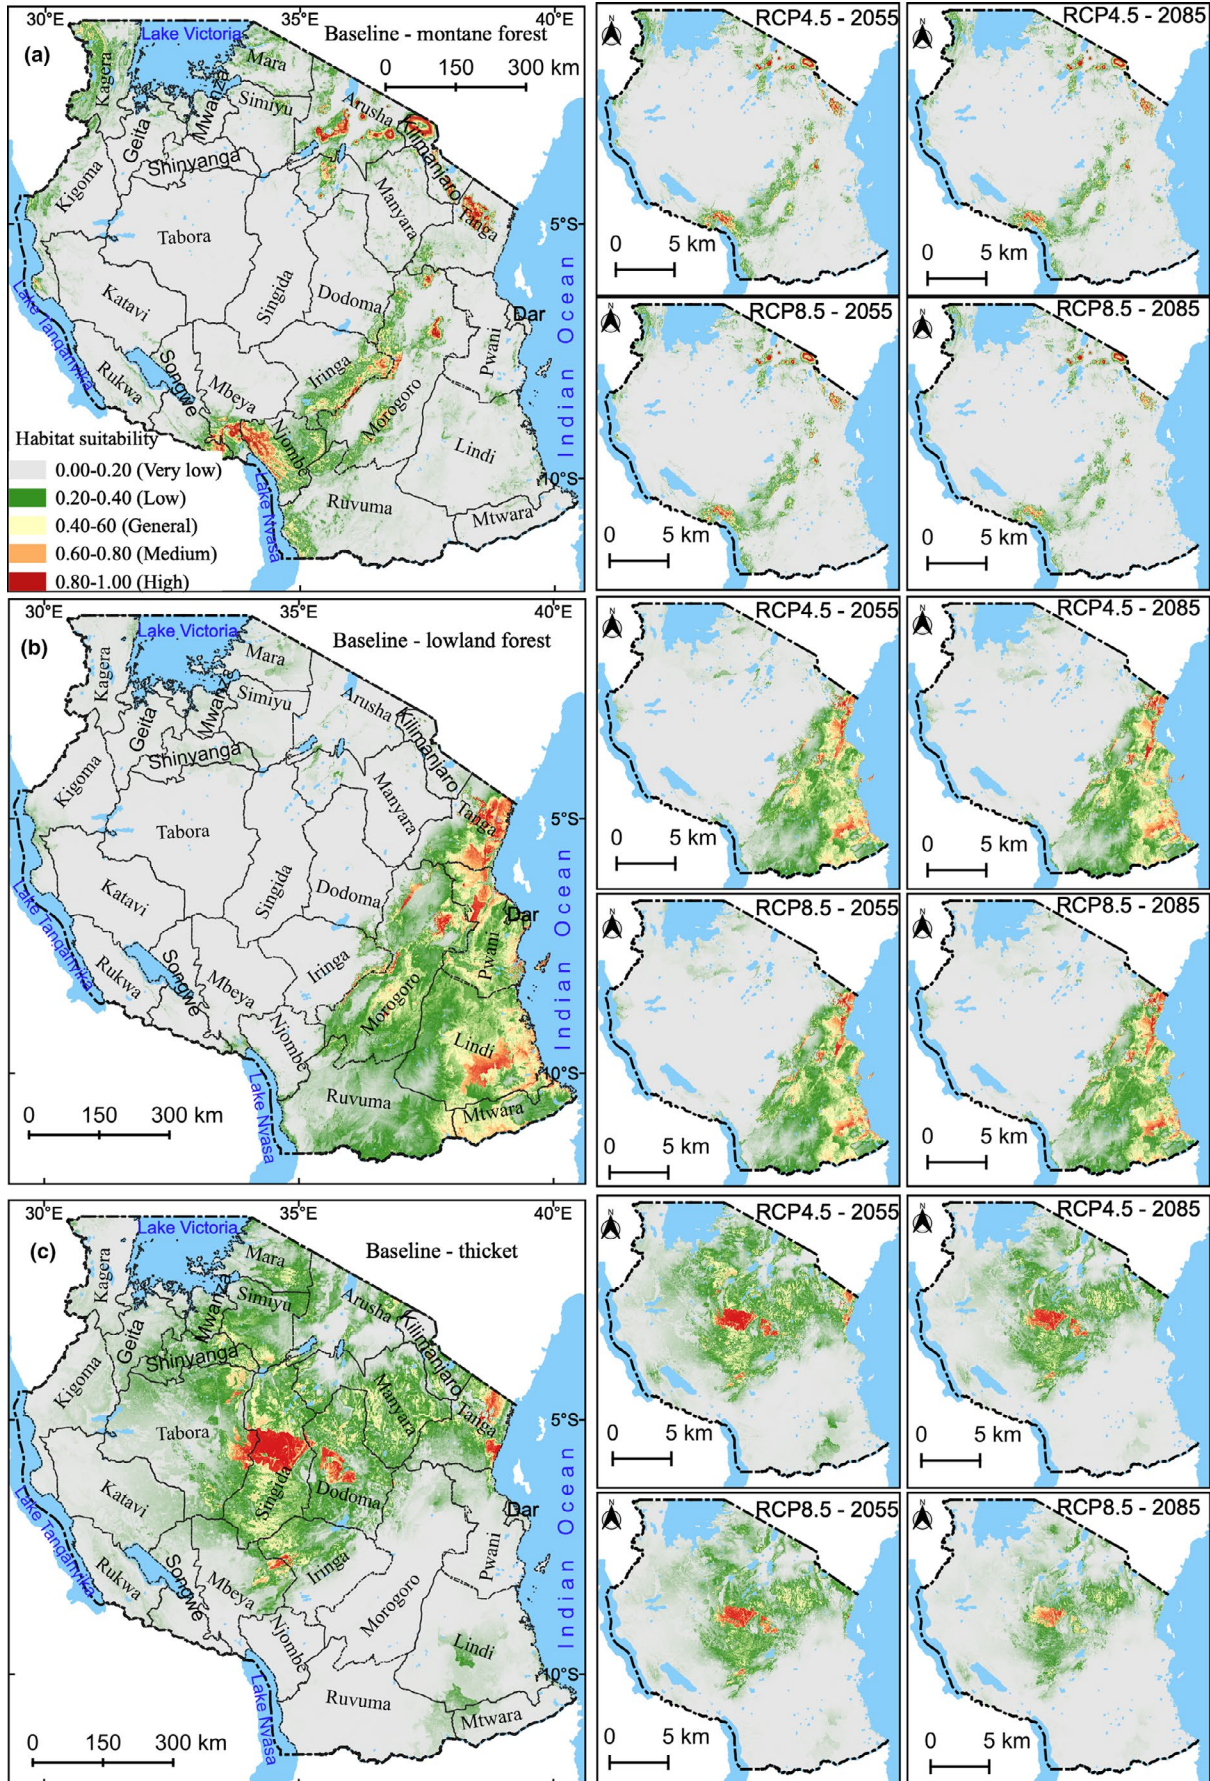 30°E
35°E
40°E
(a)
Lake Victoria
Baseline - montane forest
0 150 300 km
Kagera
Mara
Mwanza
Simiyu
Geita
Shinyanga
Arusha
Kilimanjaro
Kigoma
Manyara
Tanga
5°S
Tabora
Singida
Dodoma
Katavi
Dar
Pwani
Lake Tanganyika
Rukwa
Songwe
Mbeya
Iringa
Morogoro
Njombe
Lindi
10°S
Ruvuma
Mtwara
Lake Nyasa
Indian Ocean
Habitat suitability
0.00-0.20 (Very low)
0.20-0.40 (Low)
0.40-60 (General)
0.60-0.80 (Medium)
0.80-1.00 (High)
N
RCP4.5 - 2055
0 5 km
N
RCP4.5 - 2085
0 5 km
N
RCP8.5 - 2055
0 5 km
N
RCP8.5 - 2085
0 5 km
30°E
35°E
40°E
(b)
Lake Victoria
Baseline - lowland forest
Kagera
Mara
Mwanza
Simiyu
Geita
Shinyanga
Arusha
Kilimanjaro
Kigoma
Manyara
Tanga
5°S
Tabora
Singida
Dodoma
Katavi
Dar
Pwani
Lake Tanganyika
Rukwa
Songwe
Mbeya
Iringa
Morogoro
Njombe
Lindi
10°S
Ruvuma
Mtwara
Lake Nyasa
Indian Ocean
0 150 300 km
N
RCP4.5 - 2055
0 5 km
N
RCP4.5 - 2085
0 5 km
N
RCP8.5 - 2055
0 5 km
N
RCP8.5 - 2085
0 5 km
30°E
35°E
40°E
(c)
Lake Victoria
Baseline - thicket
Kagera
Mara
Mwanza
Simiyu
Geita
Shinyanga
Arusha
Kilimanjaro
Kigoma
Manyara
Tanga
5°S
Tabora
Singida
Dodoma
Katavi
Dar
Pwani
Lake Tanganyika
Rukwa
Songwe
Mbeya
Iringa
Morogoro
Njombe
Lindi
10°S
Ruvuma
Mtwara
Lake Nyasa
Indian Ocean
0 150 300 km
N
RCP4.5 - 2055
0 5 km
N
RCP4.5 - 2085
0 5 km
N
RCP8.5 - 2055
0 5 km
N
RCP8.5 - 2085
0 5 km